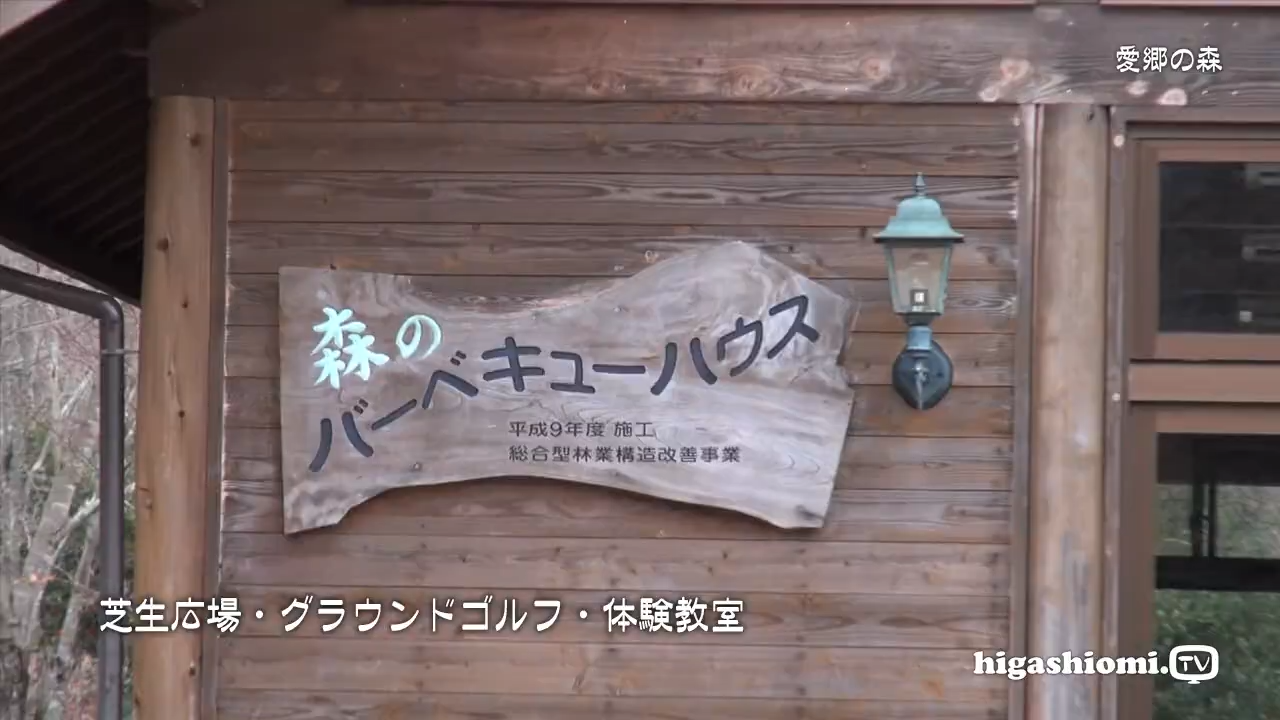 愛郷の森
森の
バーベキューハウス
平成9年度 施工
総合型林業構造改善事業
芝生広場・グラウンドゴルフ・体験教室
higashiomi.TV